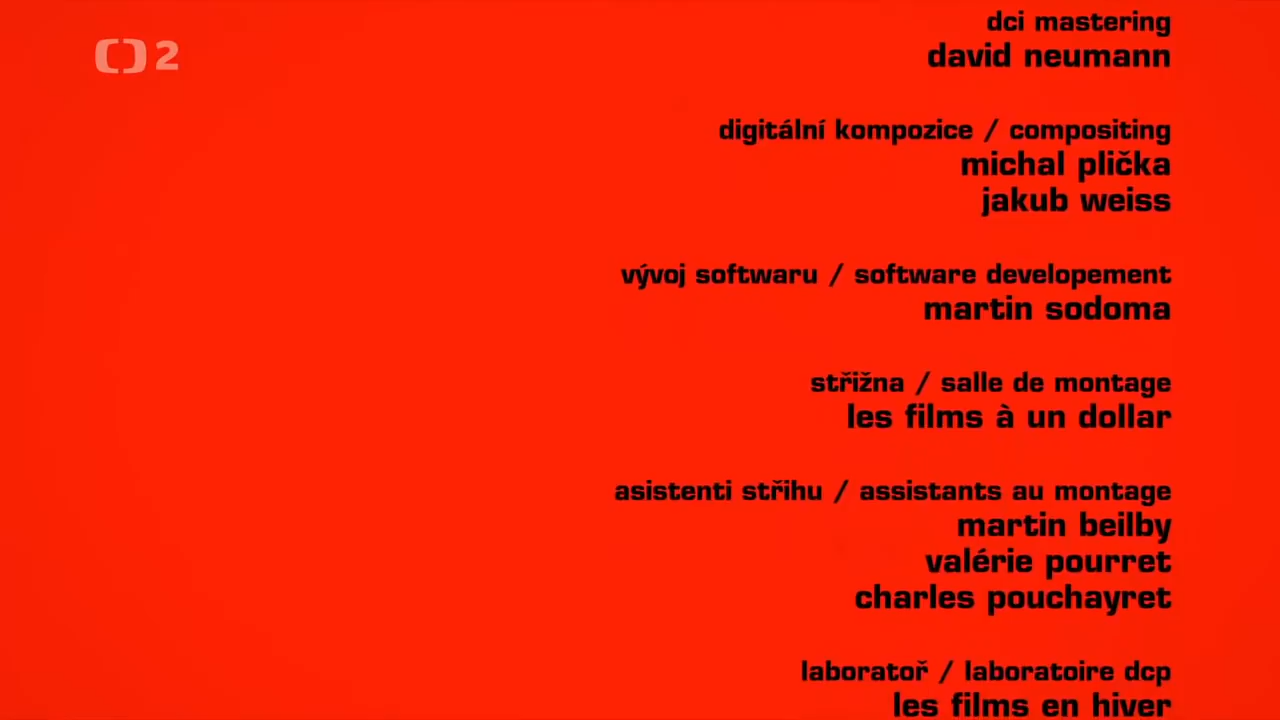 2
dci mastering
david neumann
digitální kompozice / compositing
michal plička
jakub weiss
vývoj softwaru / software developement
martin sodoma
střižna / salle de montage
les films à un dollar
asistenti střihu / assistants au montage
martin beilby
valérie pourret
charles pouchayret
laboratoř / laboratoire dcp
les films en hiver